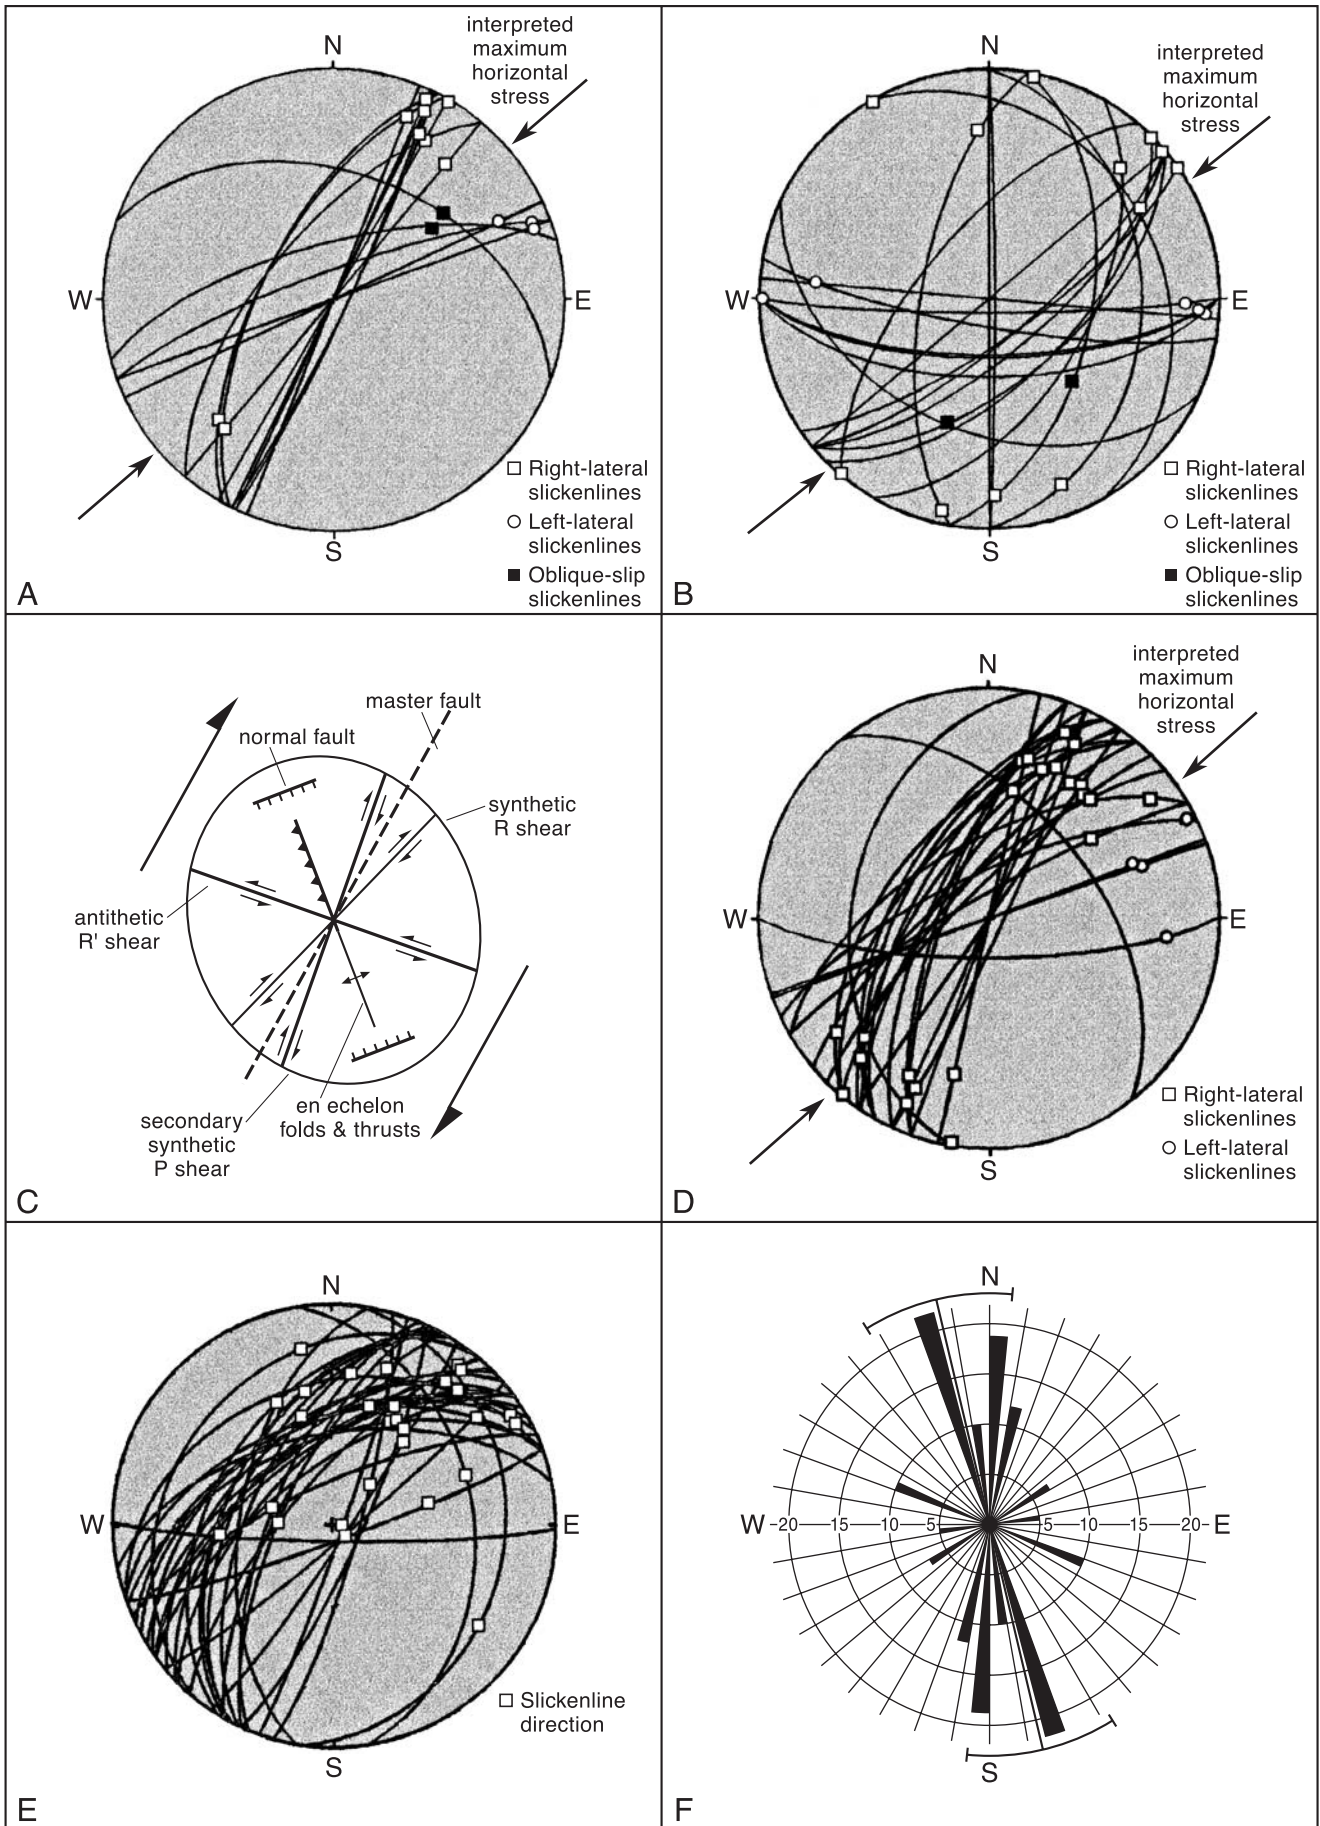 interpreted
maximum
horizontal
stress
N
W
E
S
Right-lateral
slickenlines
Left-lateral
slickenlines
Oblique-slip
slickenlines
A
interpreted
maximum
horizontal
stress
N
W
E
S
Right-lateral
slickenlines
Left-lateral
slickenlines
Oblique-slip
slickenlines
B
master fault
normal fault
synthetic
R shear
antithetic
R' shear
en echelon
folds & thrusts
secondary
synthetic
P shear
C
interpreted
maximum
horizontal
stress
N
W
E
S
Right-lateral
slickenlines
Left-lateral
slickenlines
D
N
W
E
S
Slickenline
direction
E
N
W 20 15 10 5 5 10 15 20 E
S
F